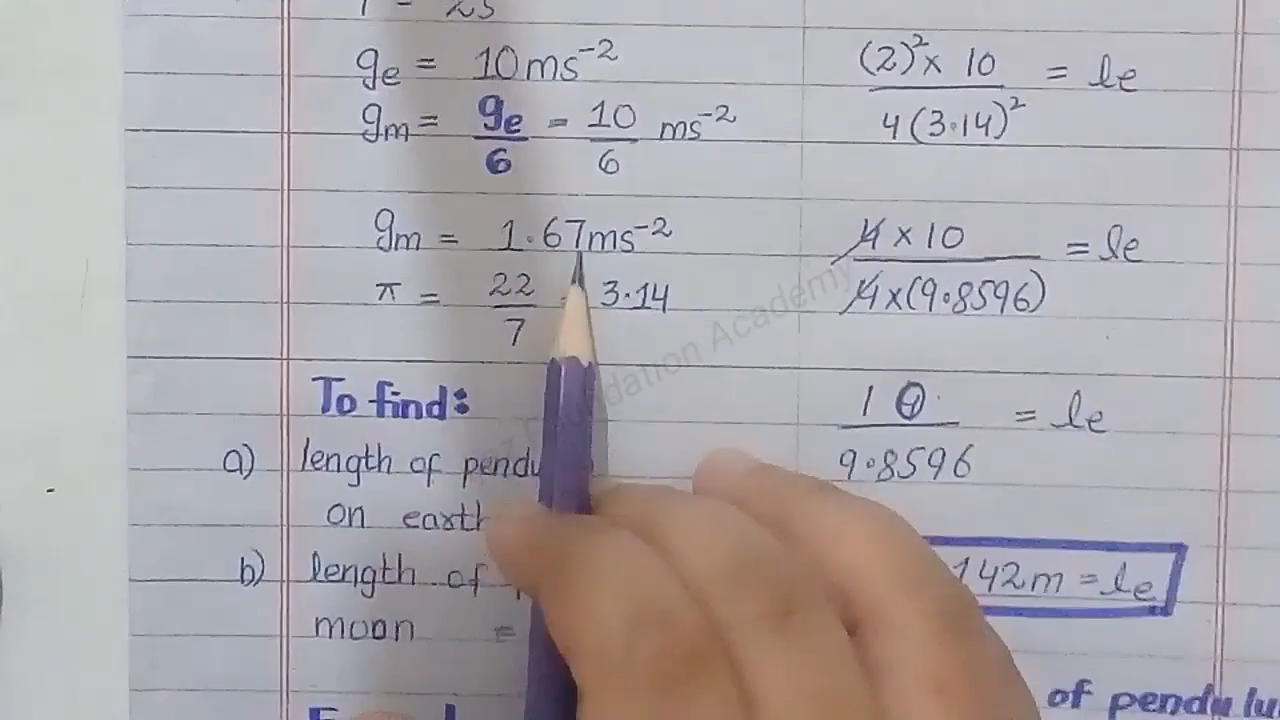 ge = 10ms⁻²
gm = ge/6 = 10/6 ms⁻²
gm = 1.67ms⁻²
π = 22/7 = 3.14
To find:
a) length of
on earth
b) length of
moon =
(2)² × 10 / 4(3.14)² = le
4 × 10 / 4×(9.8596) = le
10 / 9.8596 = le
142m = le
of
Academy